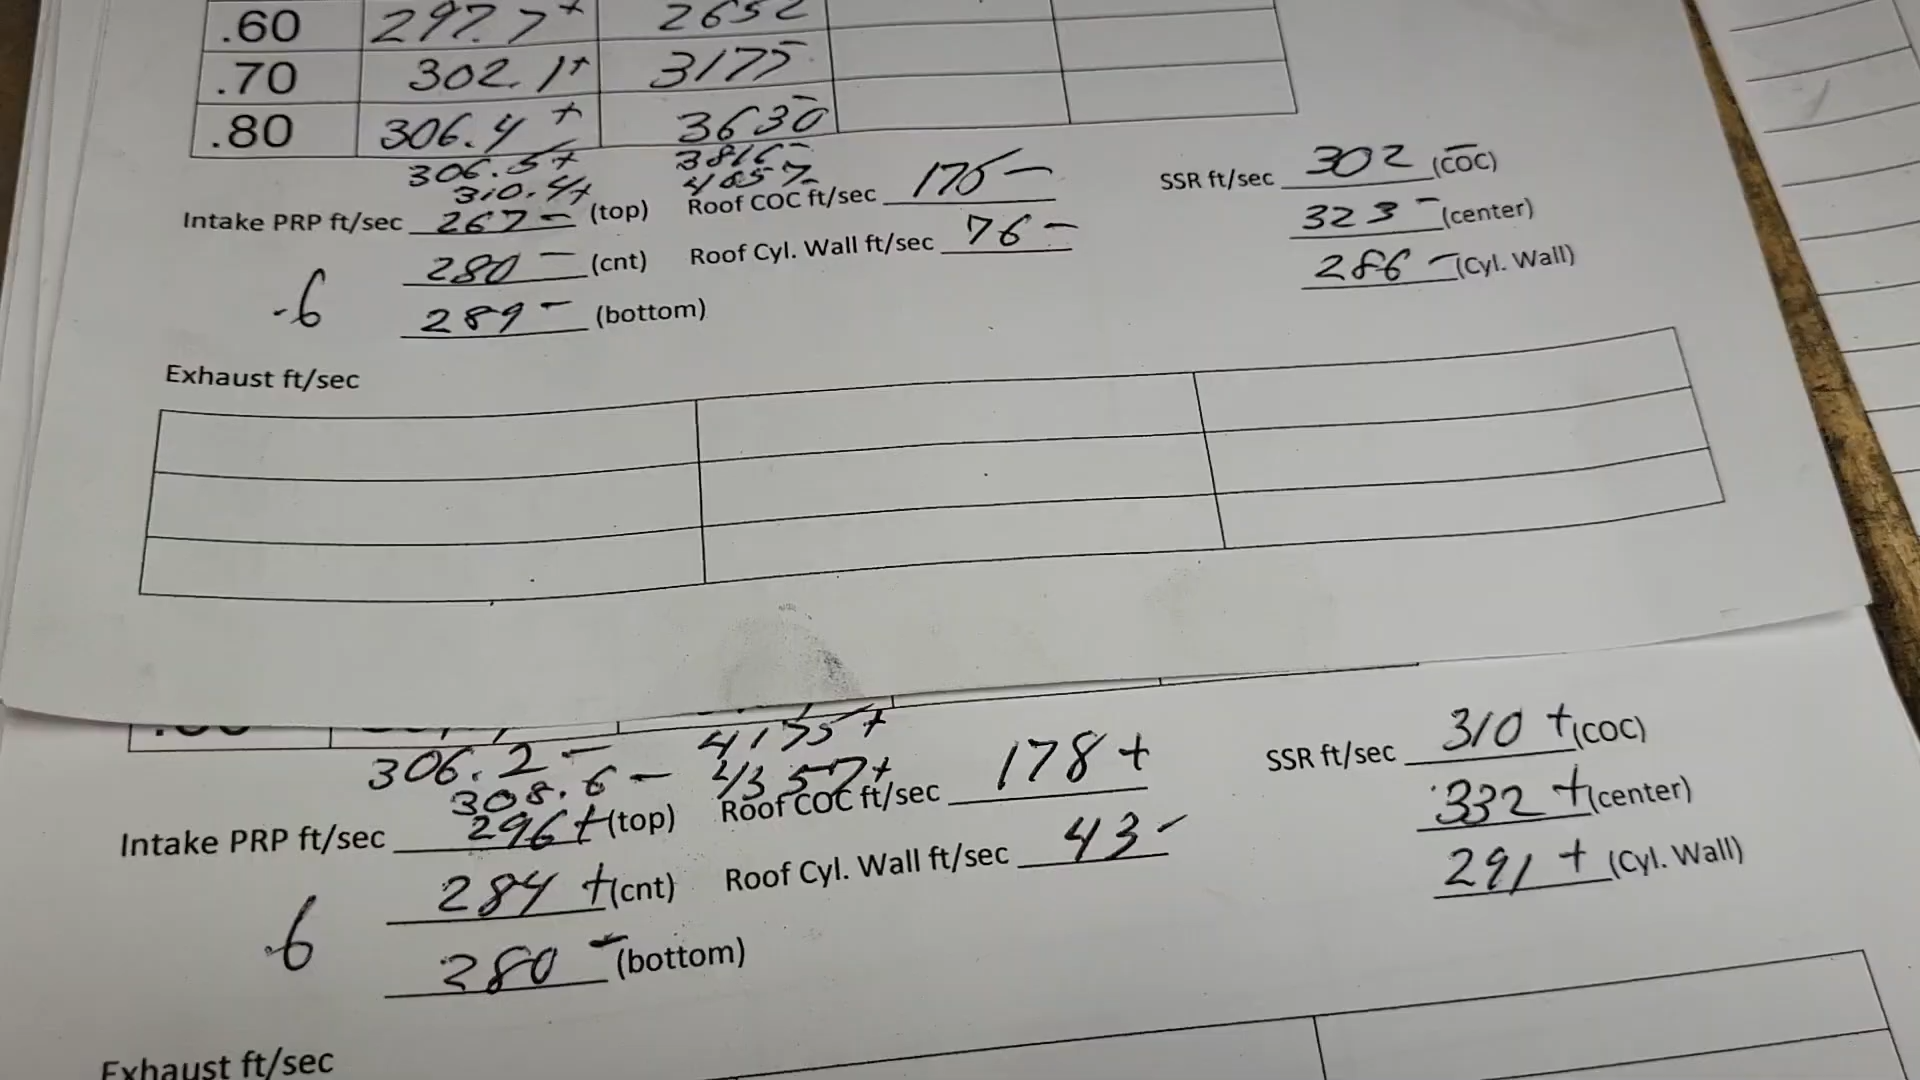 .60 297.7+ 2652
.70 302.1+ 3175-
.80 306.4+ 3630-
306.5+
310.4+
Intake PRP ft/sec 267- (top) Roof COC ft/sec 175- SSR ft/sec 302- (COC)
280- (cnt) Roof Cyl. Wall ft/sec 76- 323- (center)
.6 289- (bottom) 286- (Cyl. Wall)
Exhaust ft/sec
306.2- 4155+
308.6- 4357+
Intake PRP ft/sec 296+ (top) Roof COC ft/sec 178+ SSR ft/sec 310+ (COC)
284+ (cnt) Roof Cyl. Wall ft/sec 43- 332+ (center)
.6 280- (bottom) 291+ (Cyl. Wall)
Exhaust ft/sec